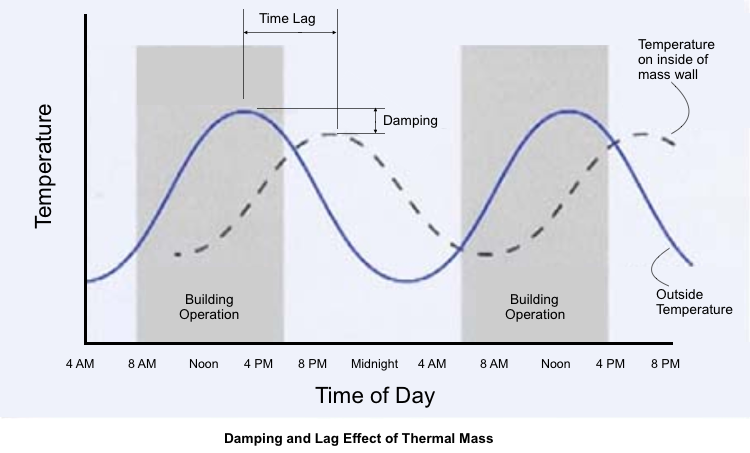 Time Lag
Temperature
on inside of
mass wall
Damping
Temperature
Building
Operation
Building
Operation
Outside
Temperature
4 AM 8 AM Noon 4 PM 8 PM Midnight 4 AM 8 AM Noon 4 PM 8 PM
Time of Day
Damping and Lag Effect of Thermal Mass